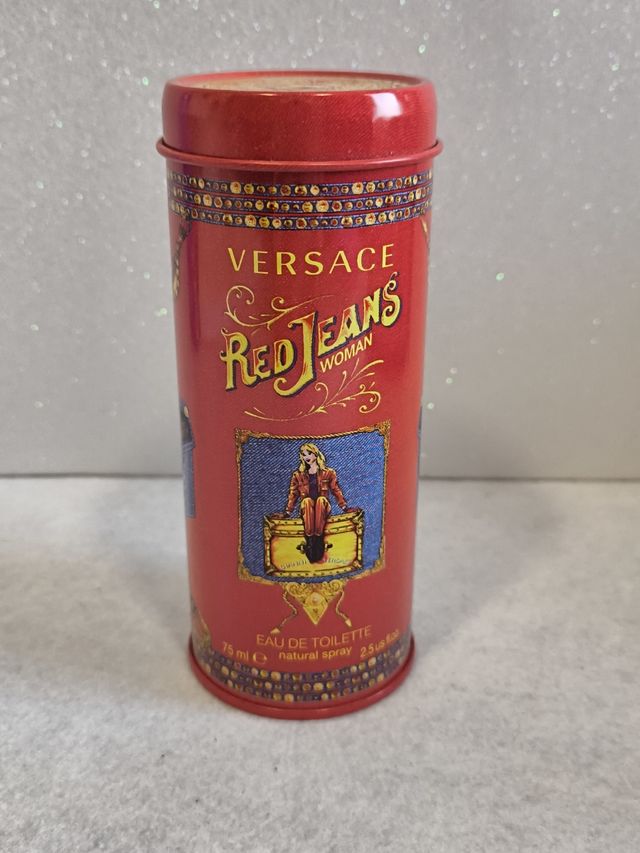 VERSACE
RED JEANS
WOMAN
EAU DE TOILETTE
75 ml ℮ natural spray 2.5 us fl.oz.